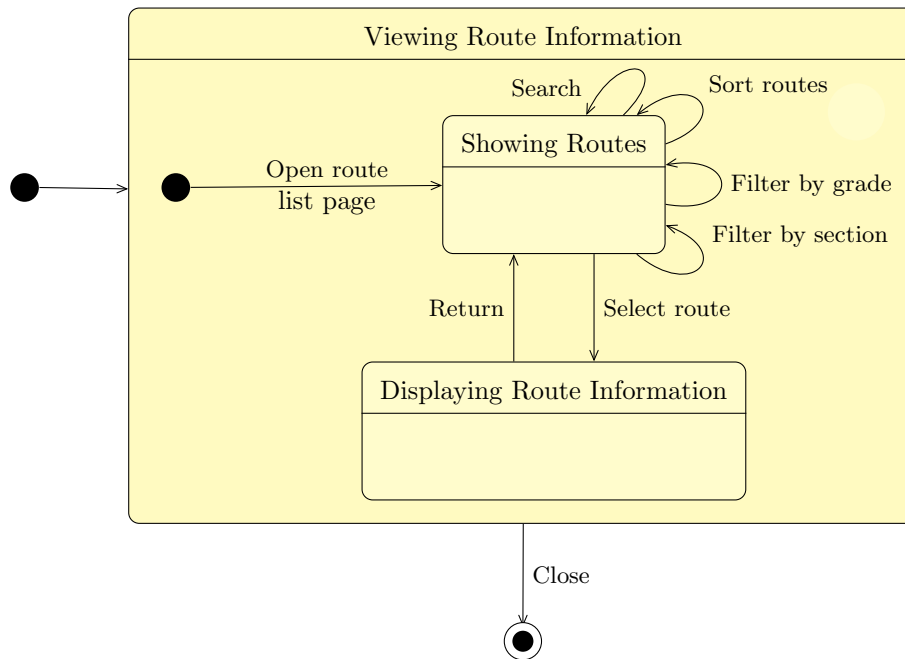 Viewing Route Information
Search
Sort routes
Showing Routes
Open route
list page
Filter by grade
Filter by section
Return
Select route
Displaying Route Information
Close